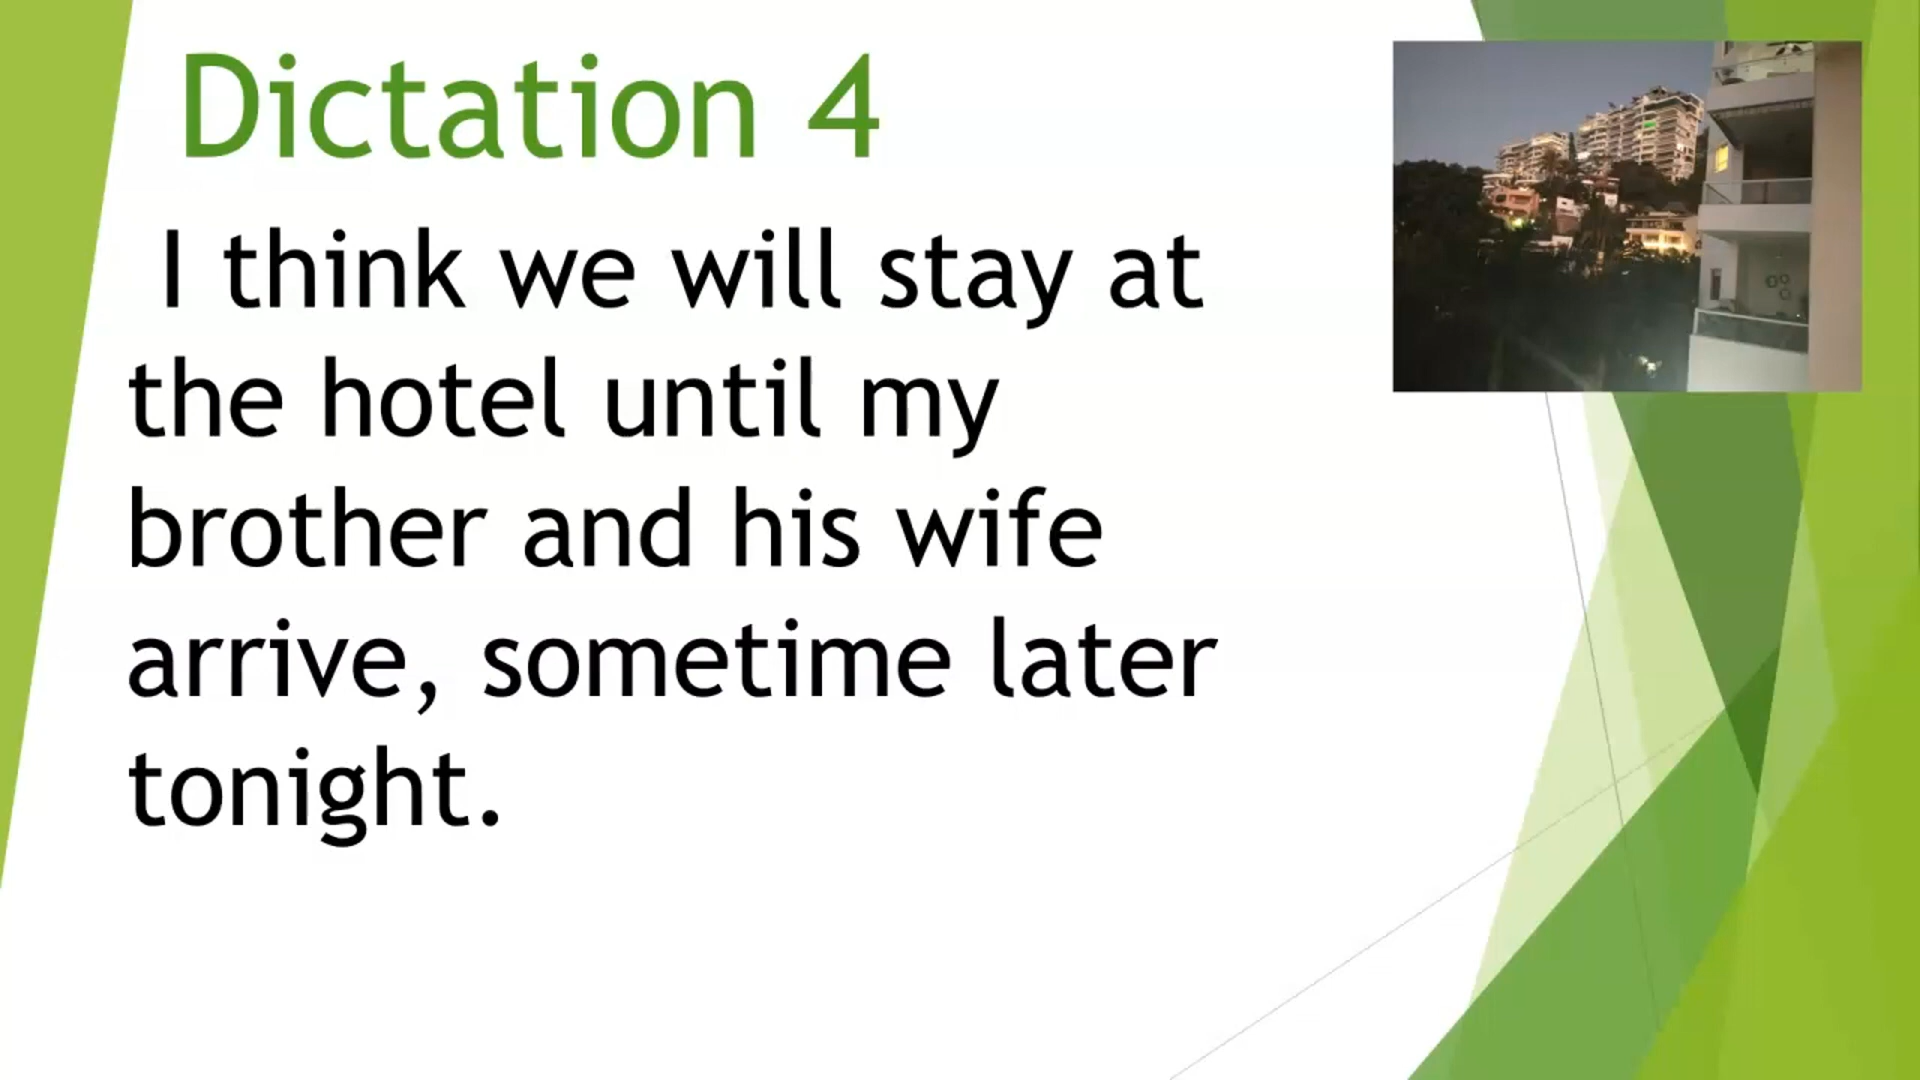 Dictation 4
I think we will stay at
the hotel until my
brother and his wife
arrive, sometime later
tonight.